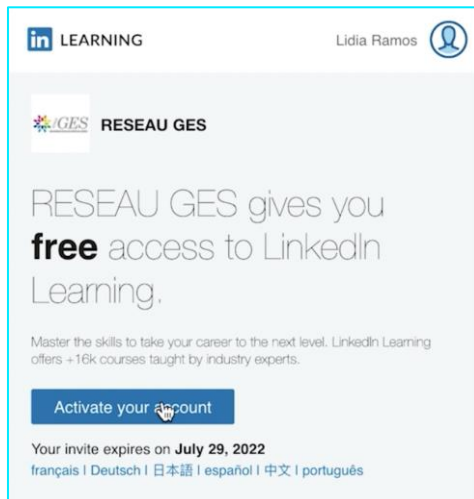 in LEARNING
Lidia Ramos
/GES RESEAU GES
RESEAU GES gives you
free access to LinkedIn
Learning.
Master the skills to take your career to the next level. LinkedIn Learning
offers +16k courses taught by industry experts.
Activate your account
Your invite expires on July 29, 2022
français I Deutsch I 日本語 I español I 中文 I português